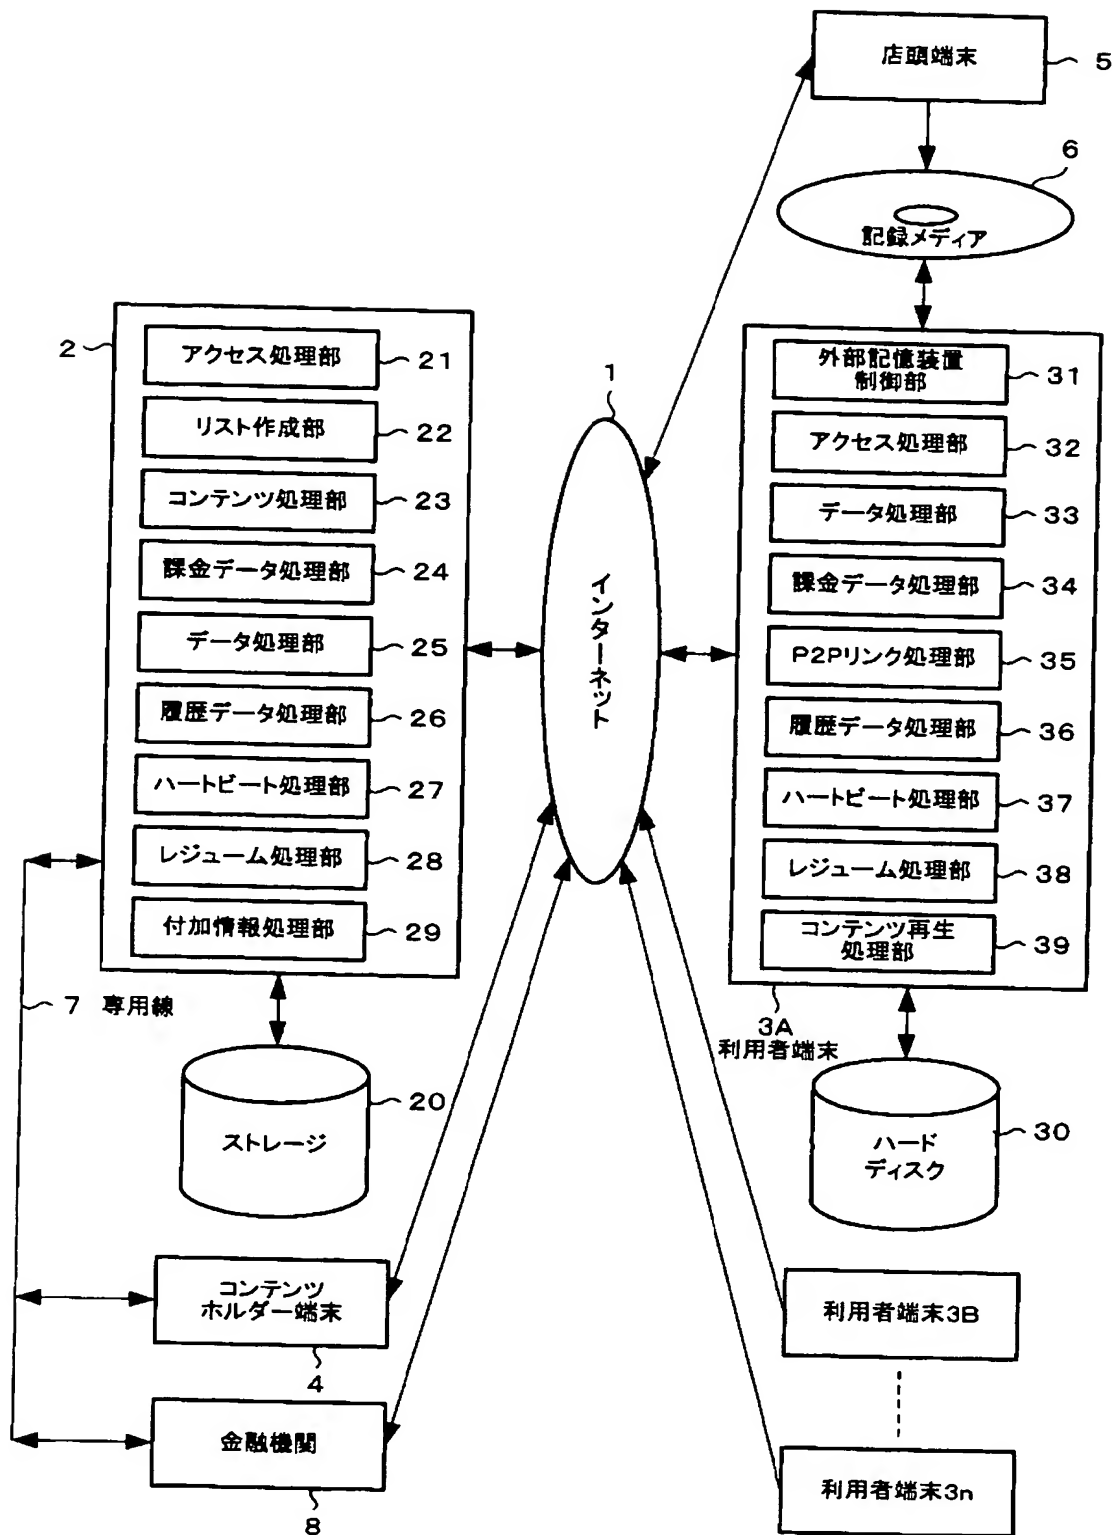 店頭端末
5
6
記録メディア
2
アクセス処理部
21
リスト作成部
22
コンテンツ処理部
23
課金データ処理部
24
データ処理部
25
履歴データ処理部
26
ハートビート処理部
27
レジューム処理部
28
付加情報処理部
29
7 専用線
20
ストレージ
コンテンツ
ホルダー端末
4
金融機関
8
1
インターネット
外部記憶装置
制御部
31
アクセス処理部
32
データ処理部
33
課金データ処理部
34
P2Pリンク処理部
35
履歴データ処理部
36
ハートビート処理部
37
レジューム処理部
38
コンテンツ再生
処理部
39
3A
利用者端末
ハード
ディスク
30
利用者端末3B
利用者端末3n